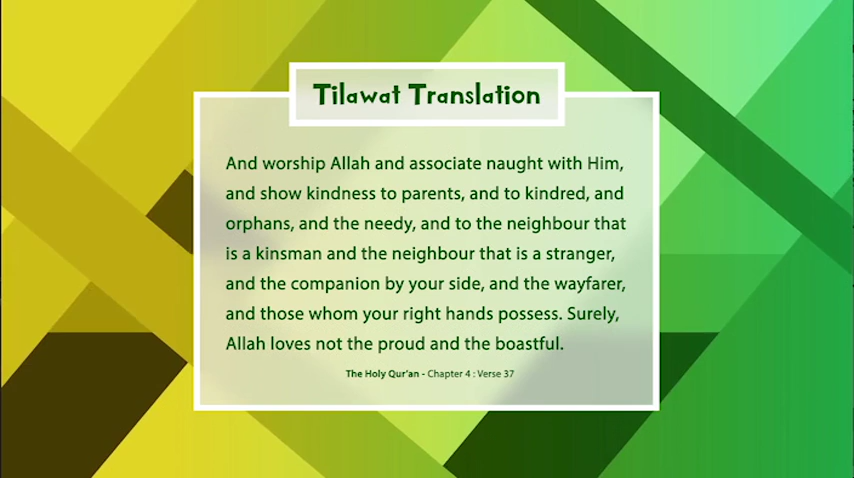 Tilawat Translation
And worship Allah and associate naught with Him,
and show kindness to parents, and to kindred, and
orphans, and the needy, and to the neighbour that
is a kinsman and the neighbour that is a stranger,
and the companion by your side, and the wayfarer,
and those whom your right hands possess. Surely,
Allah loves not the proud and the boastful.
The Holy Qur'an - Chapter 4 : Verse 37